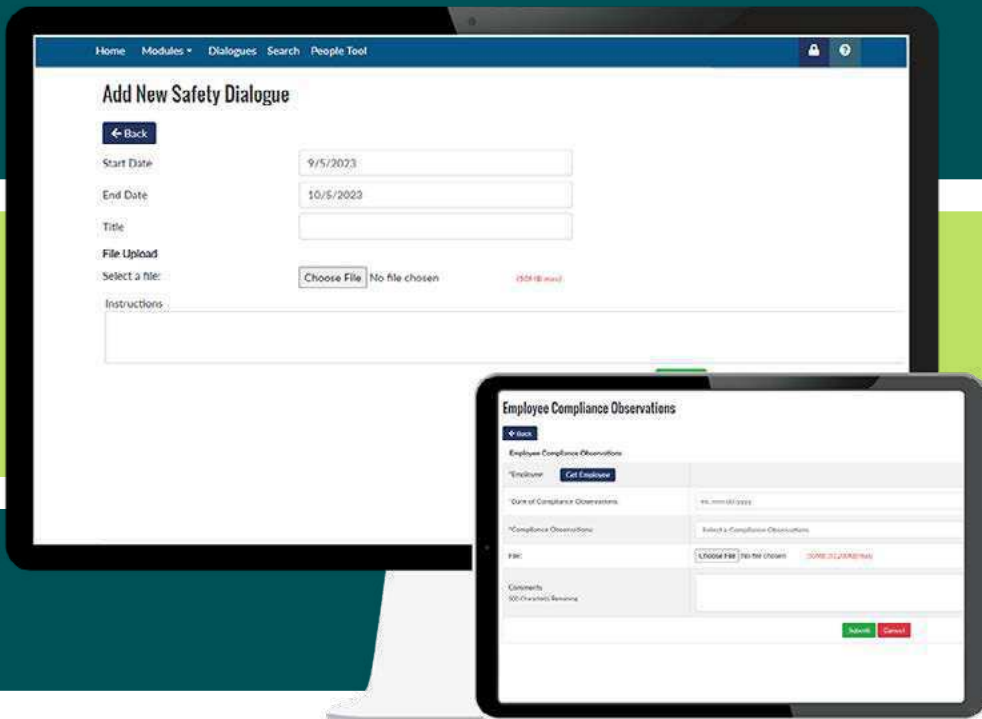 Home Modules Dialogues Search People Tool
Add New Safety Dialogue
← Back
Start Date 9/5/2023
End Date 10/5/2023
Title
File Upload
Select a file: Choose File No file chosen
Instructions
Employee Compliance Observations
← Back
Employee Compliance Observations
*Employee Get Employee
*Date of Compliance Observations
*Compliance Observations Select a Compliance Observations
File: Choose File No file chosen
Comments
500 Characters Remaining
Submit Cancel